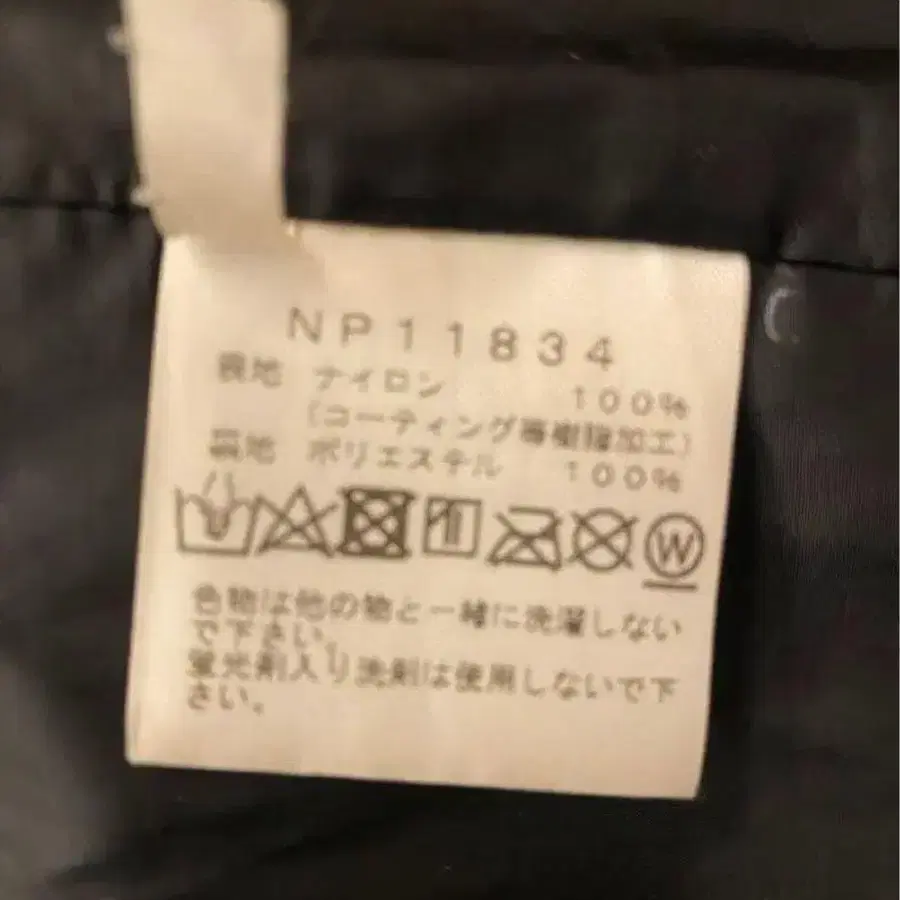 NP11834
表地 ナイロン 100%
(コーティング等樹脂加工)
裏地 ポリエステル 100%
W
色物は他の物と一緒に洗濯しない
で下さい。
蛍光剤入り洗剤は使用しないで下
さい。